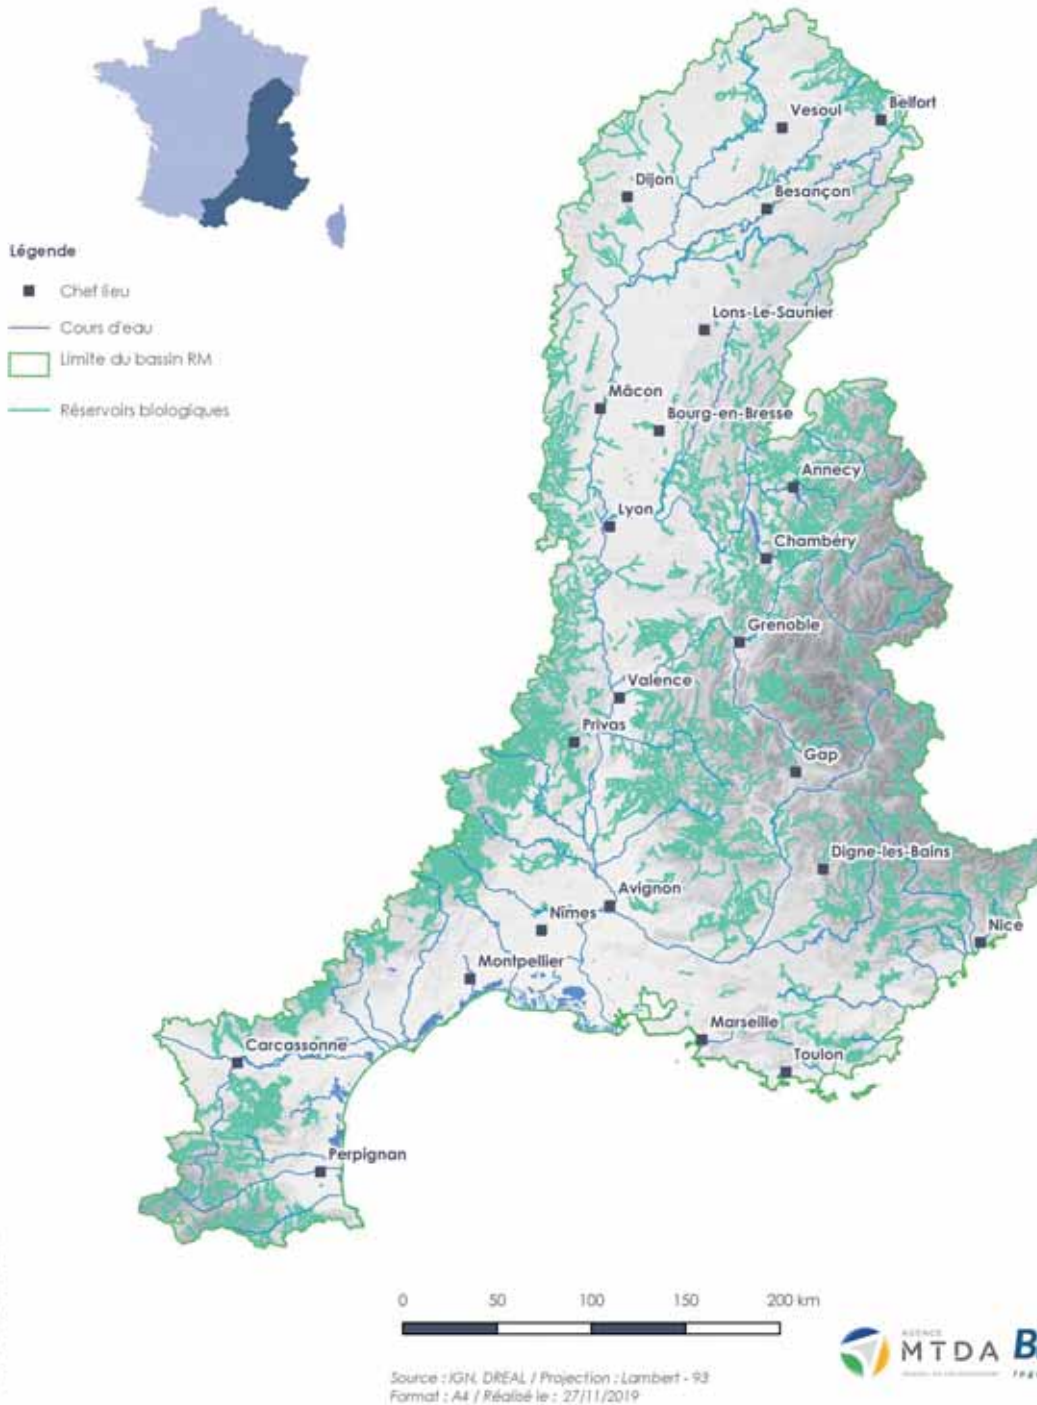 Légende
Chef lieu
Cours d'eau
Limite du bassin RM
Réservoirs biologiques
Vesoul
Belfort
Dijon
Besançon
Lons-Le-Saunier
Mâcon
Bourg-en-Bresse
Annecy
Lyon
Chambéry
Grenoble
Valence
Privas
Gap
Digne-les-Bains
Avignon
Nîmes
Nice
Montpellier
Marseille
Carcassonne
Toulon
Perpignan
0 50 100 150 200 km
AGENCE
MTDA
Source : IGN, DREAL / Projection : Lambert - 93
Format : A4 / Réalisé le : 27/11/2019